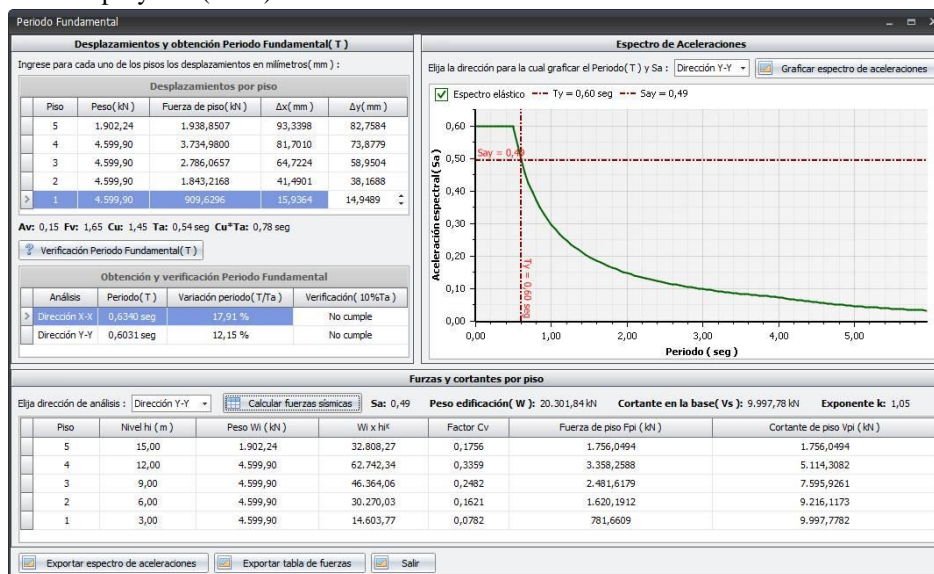 Periodo Fundamental
Desplazamientos y obtención Periodo Fundamental( T )
Ingrese para cada uno de los pisos los desplazamientos en milímetros( mm ) :
Desplazamientos por piso
Piso Peso( kN ) Fuerza de piso( kN ) Δx( mm ) Δy( mm )
5 1.902,24 1.938,8507 93,3398 82,7584
4 4.599,90 3.734,9800 81,7010 73,8779
3 4.599,90 2.786,0657 64,7224 58,9504
2 4.599,90 1.843,2168 41,4901 38,1688
1 4.599,90 909,6296 15,9364 14,9489
Av: 0,15 Fv: 1,65 Cu: 1,45 Ta: 0,54 seg Cu*Ta: 0,78 seg
Verificación Periodo Fundamental( T )
Obtención y verificación Periodo Fundamental
Análisis Periodo( T ) Variación periodo( T/Ta ) Verificación( 10%Ta )
Dirección X-X 0,6340 seg 17,91 % No cumple
Dirección Y-Y 0,6031 seg 12,15 % No cumple
Espectro de Aceleraciones
Elija la dirección para la cual graficar el Periodo( T ) y Sa : Dirección Y-Y Graficar espectro de aceleraciones
Espectro elástico Ty = 0,60 seg Say = 0,49
Aceleración espectral( Sa )
0,60
0,50
0,40
0,30
0,20
0,10
0,00
Say = 0,49
Ty = 0,60 seg
0,00 1,00 2,00 3,00 4,00 5,00
Periodo ( seg )
Furzas y cortantes por piso
Elija dirección de análisis : Dirección Y-Y Calcular fuerzas sísmicas Sa: 0,49 Peso edificación( W ): 20.301,84 kN Cortante en la base( Vs ): 9.997,78 kN Exponente k: 1,05
Piso Nivel hi ( m ) Peso Wi ( kN ) Wi x hiᴷ Factor Cv Fuerza de piso Fpi ( kN ) Cortante de piso Vpi ( kN )
5 15,00 1.902,24 32.808,27 0,1756 1.756,0494 1.756,0494
4 12,00 4.599,90 62.742,34 0,3359 3.358,2588 5.114,3082
3 9,00 4.599,90 46.364,06 0,2482 2.481,6179 7.595,9261
2 6,00 4.599,90 30.270,03 0,1621 1.620,1912 9.216,1173
1 3,00 4.599,90 14.603,77 0,0782 781,6609 9.997,7782
Exportar espectro de aceleraciones Exportar tabla de fuerzas Salir